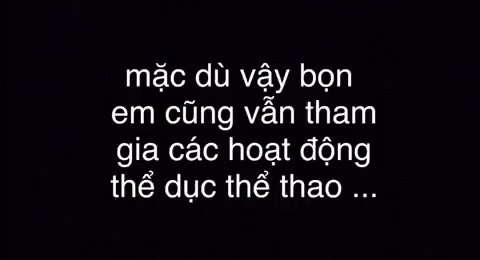 mặc dù vậy bọn
em cũng vẫn tham
gia các hoạt động
thể dục thể thao ...